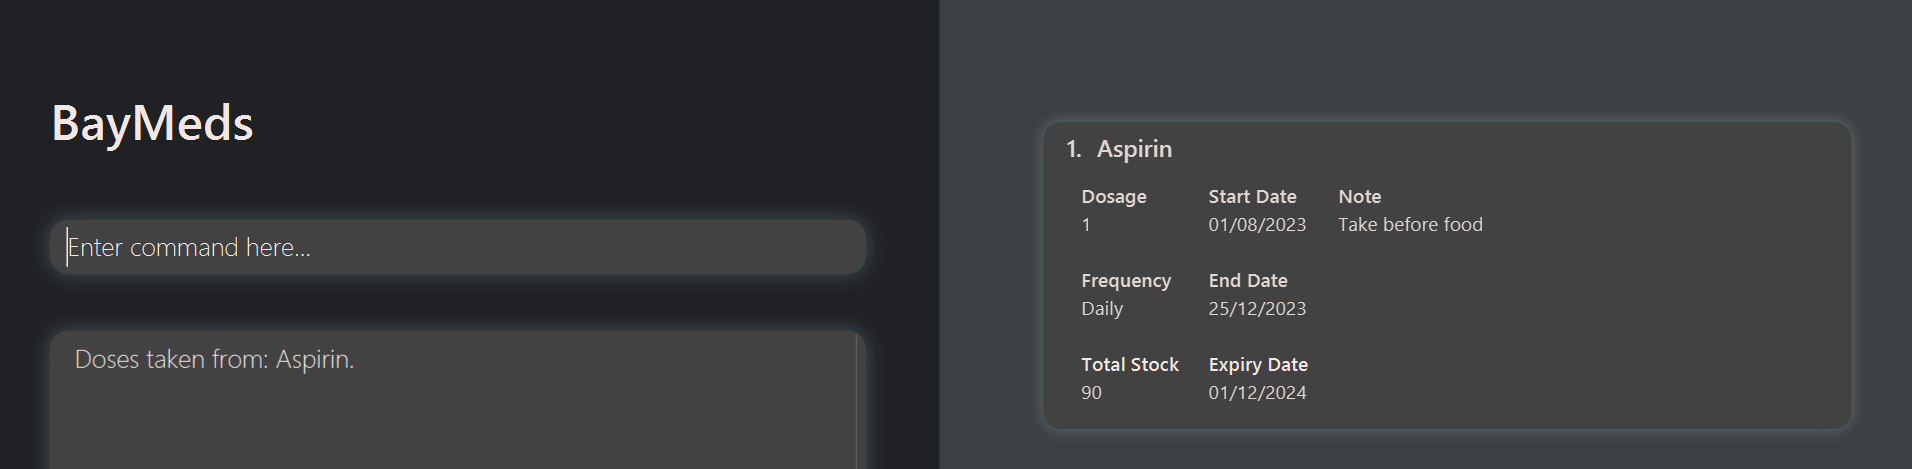 BayMeds
Enter command here...
Doses taken from: Aspirin.
1. Aspirin
Dosage Start Date Note
1 01/08/2023 Take before food
Frequency End Date
Daily 25/12/2023
Total Stock Expiry Date
90 01/12/2024